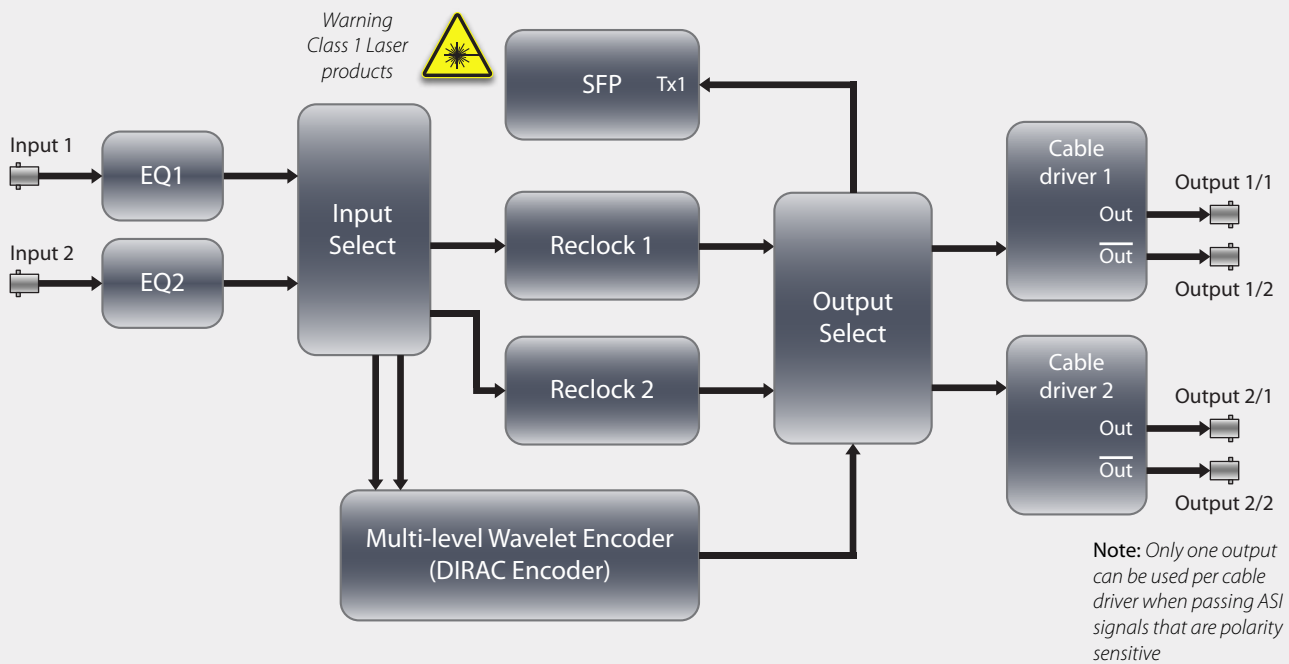 Warning
Class 1 Laser
products
SFP
Tx1
Input 1
EQ1
Input 2
EQ2
Input
Select
Reclock 1
Reclock 2
Output
Select
Multi-level Wavelet Encoder
(DIRAC Encoder)
Cable
driver 1
Out
Out
Output 1/1
Output 1/2
Cable
driver 2
Out
Out
Output 2/1
Output 2/2
Note: Only one output
can be used per cable
driver when passing ASI
signals that are polarity
sensitive